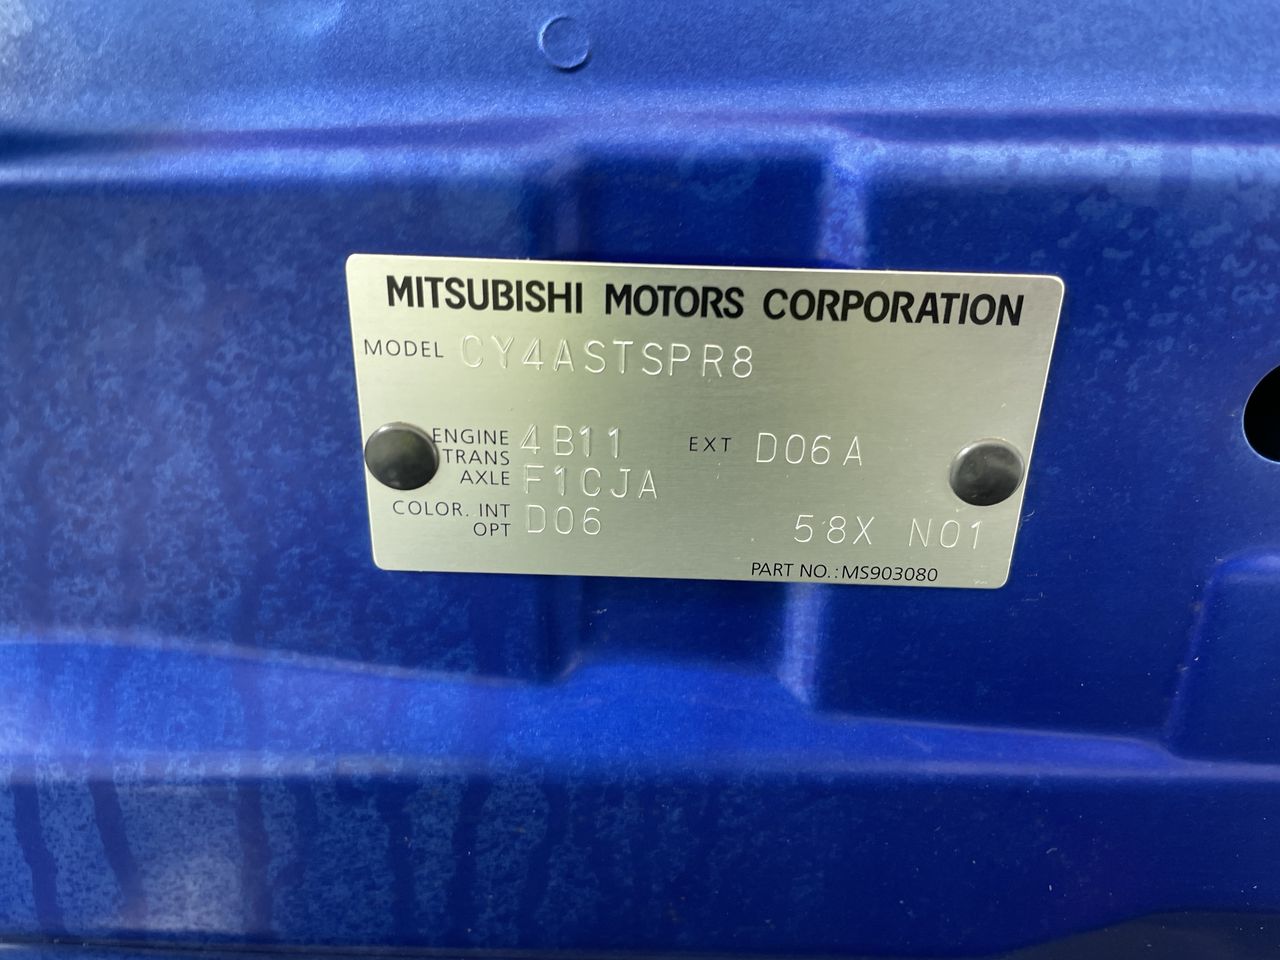 MITSUBISHI MOTORS CORPORATION
MODEL CY4ASTSPR8
ENGINE 4B11 EXT D06A
TRANS
AXLE F1CJA
COLOR. INT D06
OPT 58X N01
PART NO.:MS903080